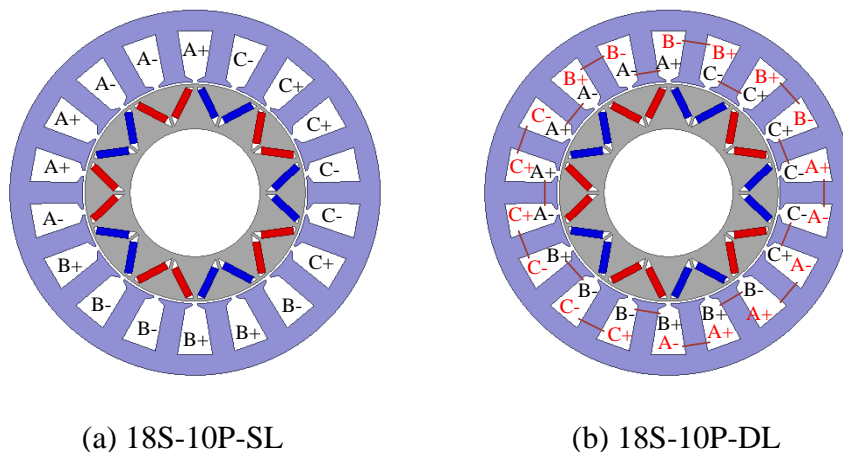 A+
C-
A-
A-
C+
A+
C+
A+
C-
A-
C-
B+
C+
B-
B-
B-
B+
B+
B-
B-
B+
A+
A-
C-
B+
B+
C+
A-
C-
B-
C+
A+
C+
A+
C-
A+
C+
A-
C-
A-
B+
C+
C-
A-
B-
B-
C-
B-
B+
A+
B+
C+
A+
A-
(a) 18S-10P-SL
(b) 18S-10P-DL